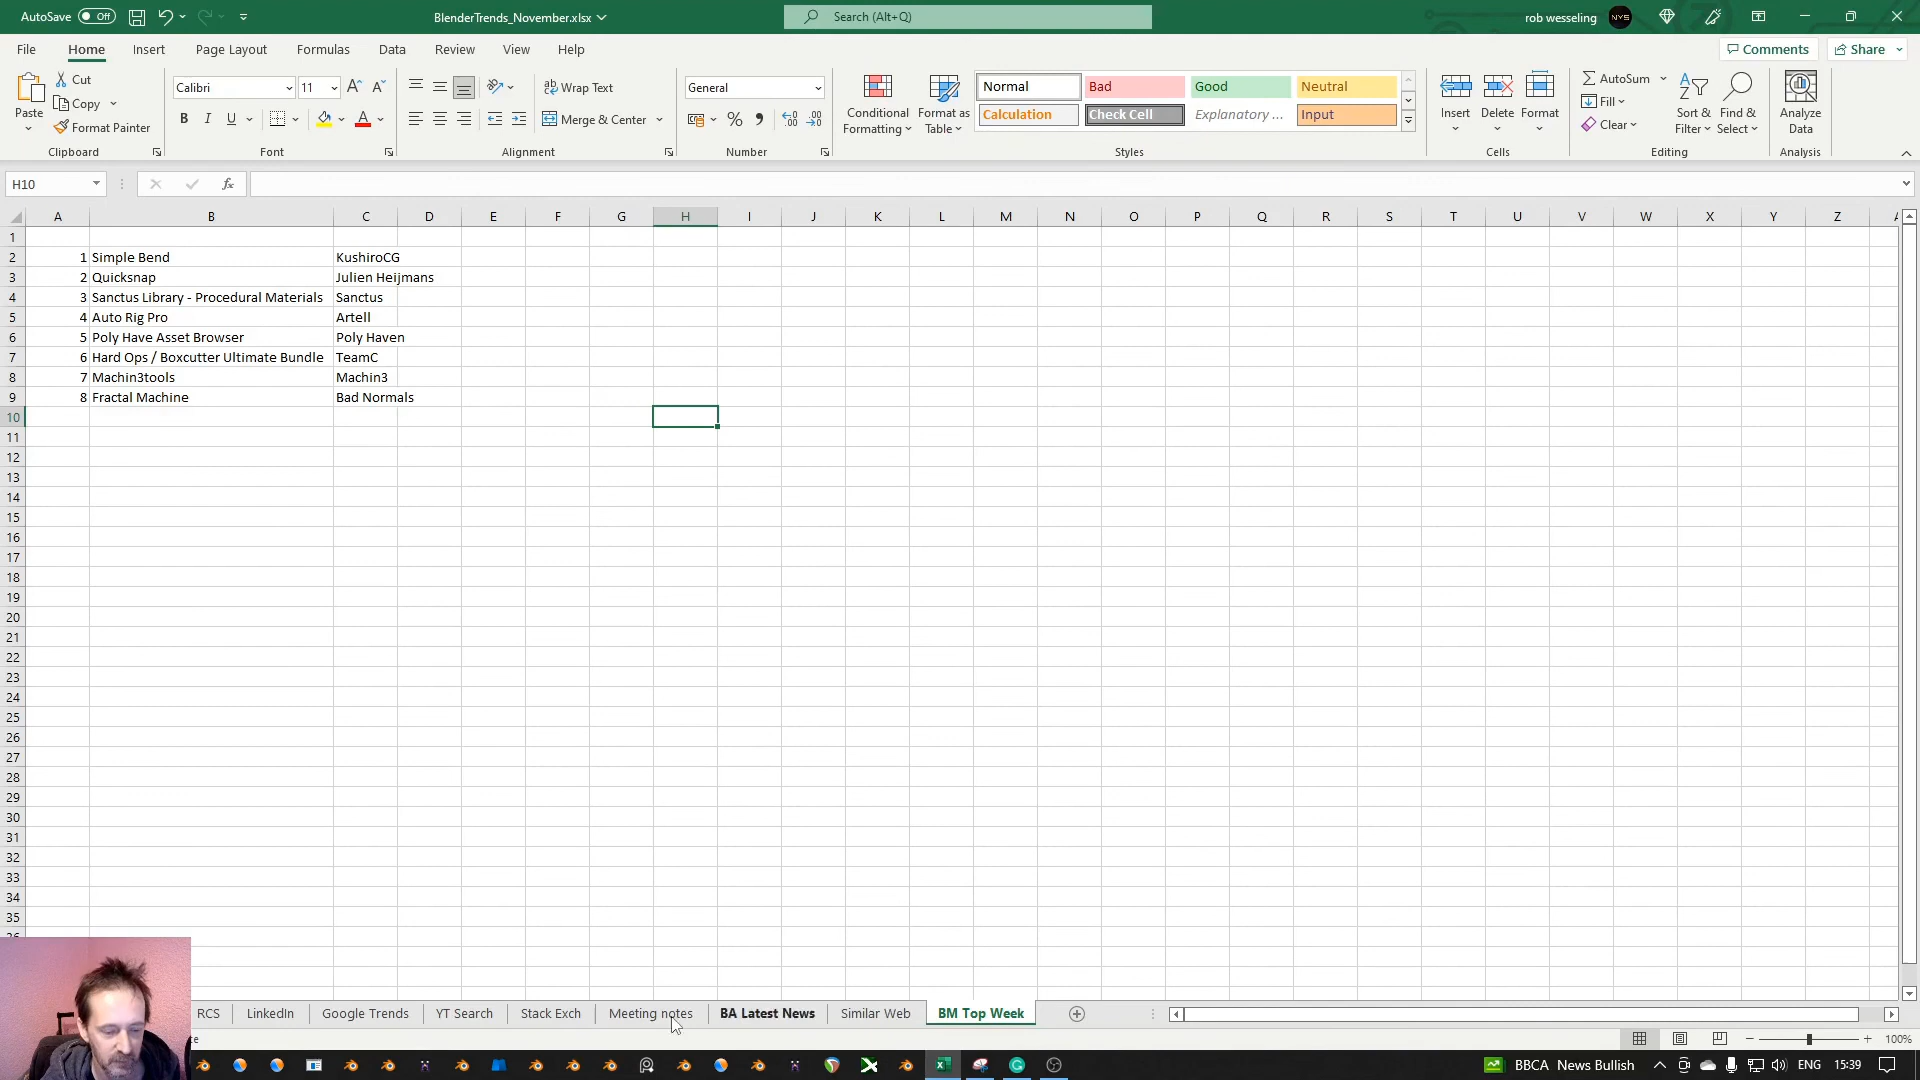 AutoSave Off BlenderTrends_November.xlsx Search (Alt+Q) rob wesseling NYS
File Home Insert Page Layout Formulas Data Review View Help Comments Share
Paste Cut Copy Format Painter Clipboard
Calibri 11 A A B I U A Font
Wrap Text Merge & Center Alignment
General % Number
Conditional Formatting Format as Table
Normal Bad Good Neutral
Calculation Check Cell Explanatory ... Input
Styles
Insert Delete Format Cells
AutoSum Fill Clear Sort & Filter Find & Select Editing
Analyze Data Analysis
H10 fx
A B C D E F G H I J K L M N O P Q R S T U V W X Y Z
1
2 1 Simple Bend KushiroCG
3 2 Quicksnap Julien Heijmans
4 3 Sanctus Library - Procedural Materials Sanctus
5 4 Auto Rig Pro Artell
6 5 Poly Have Asset Browser Poly Haven
7 6 Hard Ops / Boxcutter Ultimate Bundle TeamC
8 7 Machin3tools Machin3
9 8 Fractal Machine Bad Normals
10
11
12
13
14
15
16
17
18
19
20
21
22
23
24
25
26
27
28
29
30
31
32
33
34
35
RCS LinkedIn Google Trends YT Search Stack Exch Meeting notes BA Latest News Similar Web BM Top Week
100%
BBCA News Bullish ENG 15:39